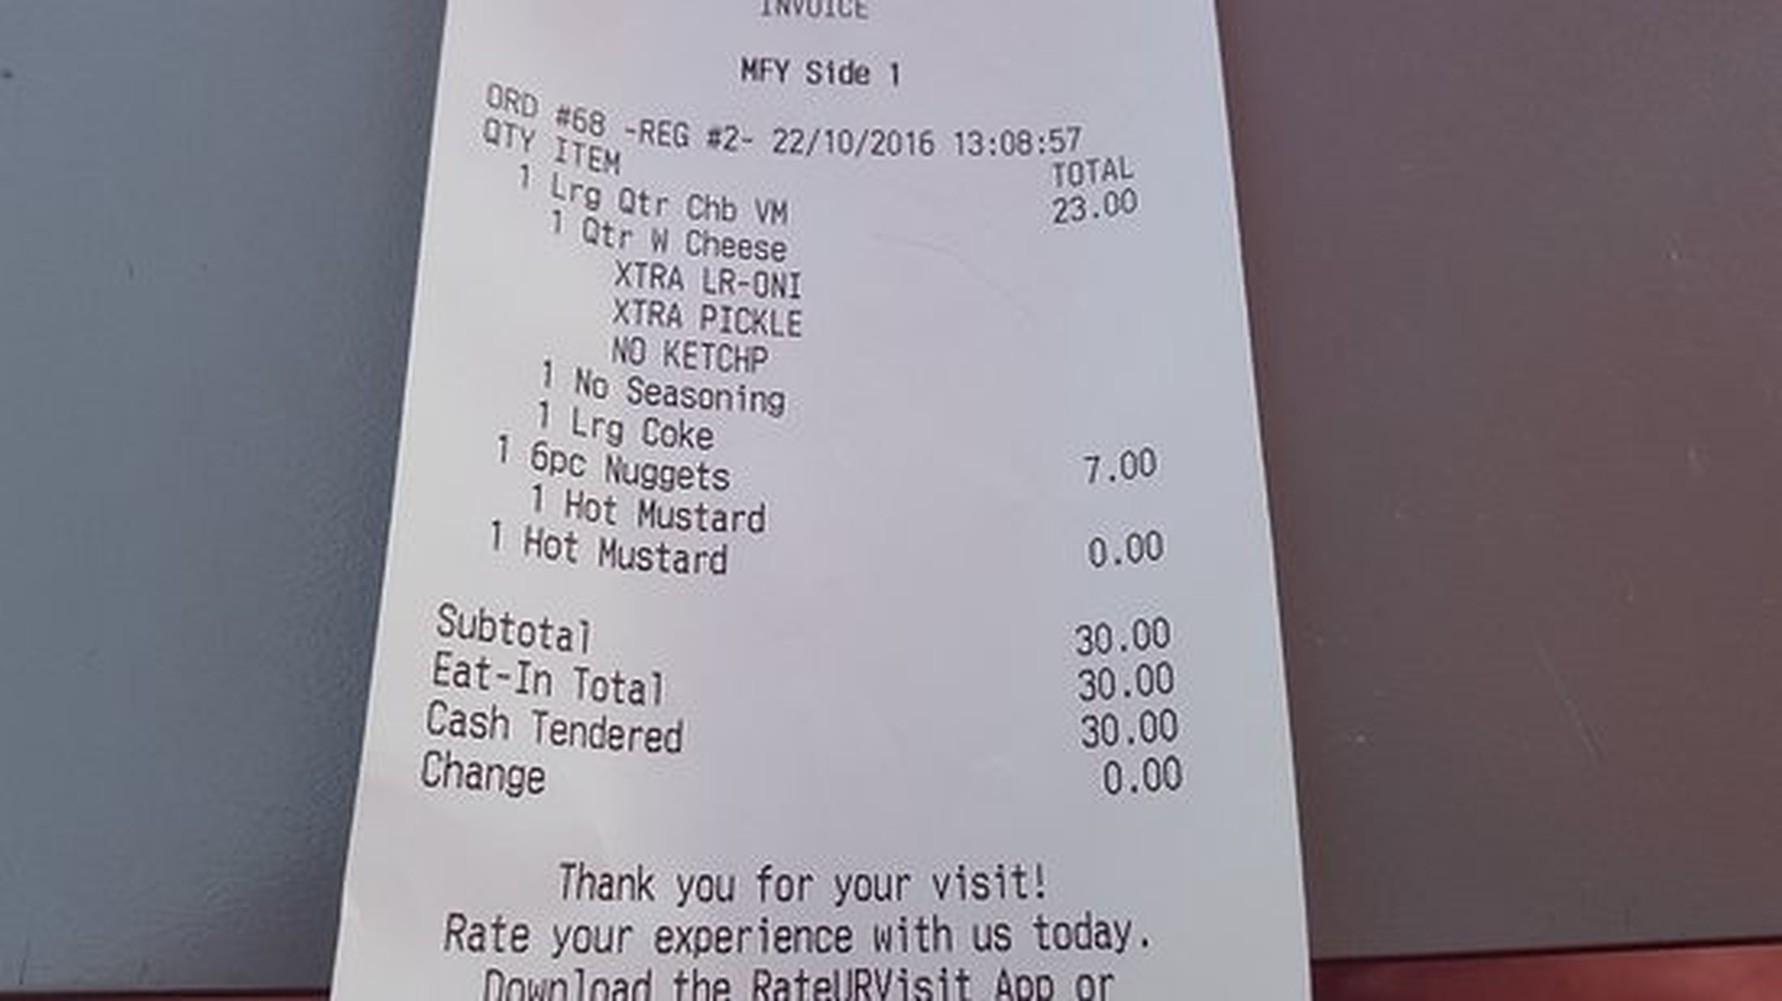 INVOICE
MFY Side 1
ORD #68 -REG #2- 22/10/2016 13:08:57
QTY ITEM TOTAL
1 Lrg Qtr Chb VM 23.00
1 Qtr W Cheese
XTRA LR-ONI
XTRA PICKLE
NO KETCHP
1 No Seasoning
1 Lrg Coke
1 6pc Nuggets 7.00
1 Hot Mustard
1 Hot Mustard 0.00
Subtotal 30.00
Eat-In Total 30.00
Cash Tendered 30.00
Change 0.00
Thank you for your visit!
Rate your experience with us today.
Download the RateURVisit App or